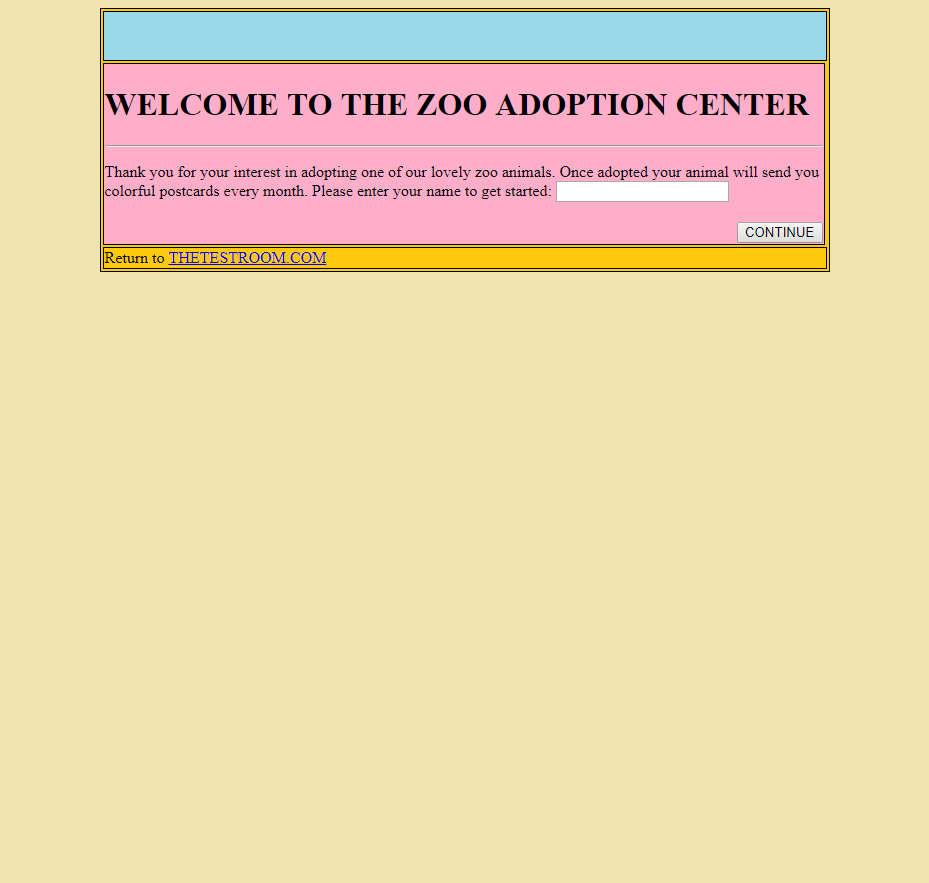 WELCOME TO THE ZOO ADOPTION CENTER
Thank you for your interest in adopting one of our lovely zoo animals. Once adopted your animal will send you
colorful postcards every month. Please enter your name to get started:
CONTINUE
Return to THETESTROOM.COM